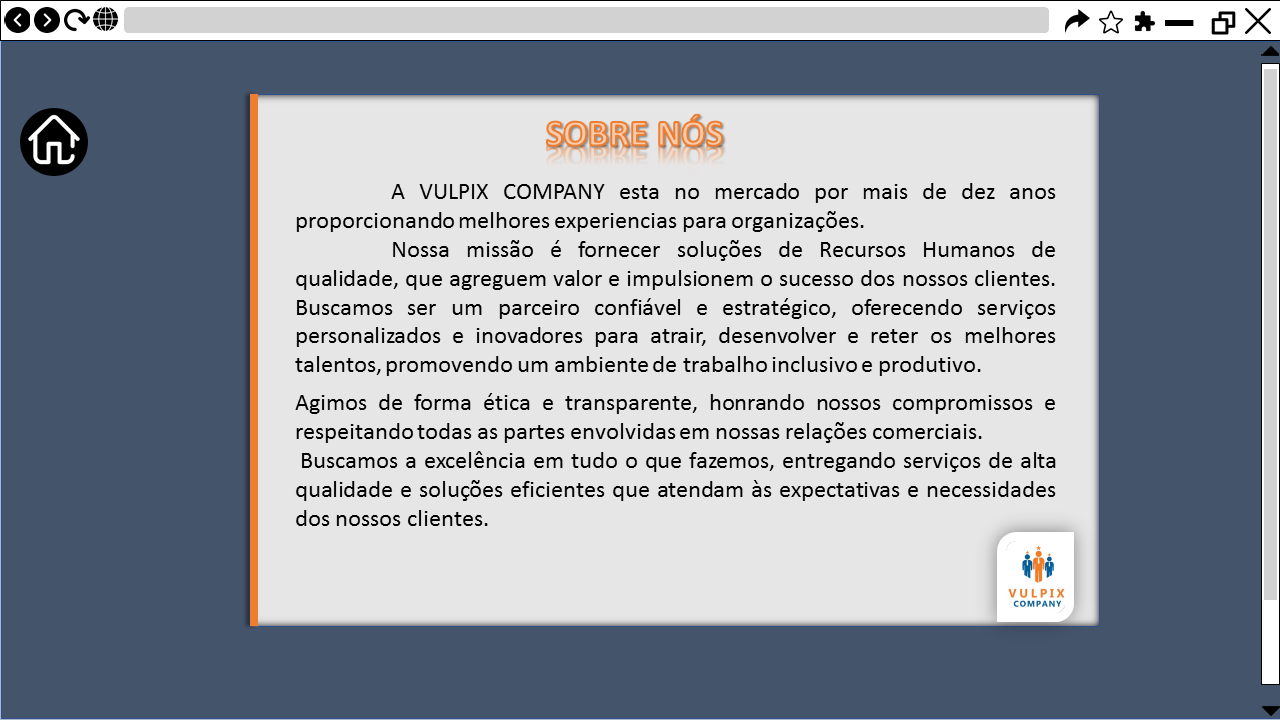 SOBRE NÓS
A VULPIX COMPANY esta no mercado por mais de dez anos
proporcionando melhores experiencias para organizações.
Nossa missão é fornecer soluções de Recursos Humanos de
qualidade, que agreguem valor e impulsionem o sucesso dos nossos clientes.
Buscamos ser um parceiro confiável e estratégico, oferecendo serviços
personalizados e inovadores para atrair, desenvolver e reter os melhores
talentos, promovendo um ambiente de trabalho inclusivo e produtivo.
Agimos de forma ética e transparente, honrando nossos compromissos e
respeitando todas as partes envolvidas em nossas relações comerciais.
Buscamos a excelência em tudo o que fazemos, entregando serviços de alta
qualidade e soluções eficientes que atendam às expectativas e necessidades
dos nossos clientes.
VULPIX
COMPANY